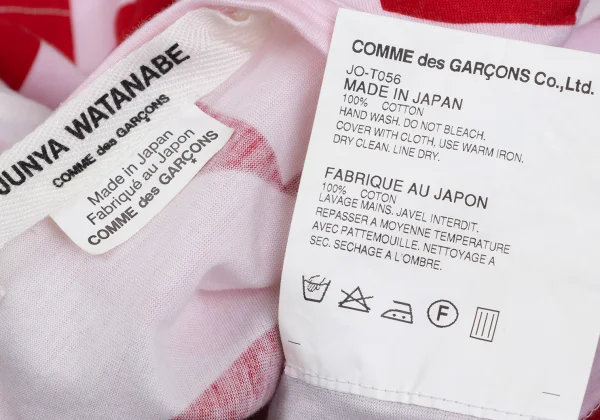 JUNYA WATANABE
COMME des GARÇONS
Made in Japan
Fabriqué au Japon
COMME des GARÇONS
COMME des GARÇONS Co.,Ltd.
JO-T056
MADE IN JAPAN
100% COTTON
HAND WASH. DO NOT BLEACH.
COVER WITH CLOTH, USE WARM IRON.
DRY CLEAN. LINE DRY.
FABRIQUE AU JAPON
100% COTON
LAVAGE MAINS. JAVEL INTERDIT.
REPASSER A MOYENNE TEMPERATURE
AVEC PATTEMOUILLE. NETTOYAGE A
SEC. SECHAGE A L'OMBRE.
F